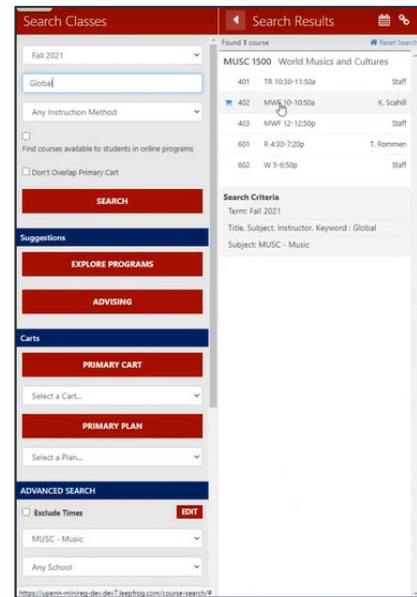 Search Classes
Fall 2021
Global
Any Instruction Method
Find courses available to students in online programs
Don't Overlap Primary Cart
SEARCH
Suggestions
EXPLORE PROGRAMS
ADVISING
Carts
PRIMARY CART
Select a Cart...
PRIMARY PLAN
Select a Plan...
ADVANCED SEARCH
Exclude Times
EDIT
MUSC - Music
Any School
https://upenn-minireg-dev.dev7.leepfrog.com/course-search/#
Search Results
Found 1 course
Reset Search
MUSC 1500 World Musics and Cultures
401 TR 10:30-11:50a Staff
402 MWF 10-10:50a K. Scahill
403 MWF 12-12:50p Staff
601 R 4:30-7:20p T. Rommen
602 W 5-6:50p Staff
Search Criteria
Term: Fall 2021
Title. Subject. Instructor. Keyword : Global
Subject: MUSC - Music